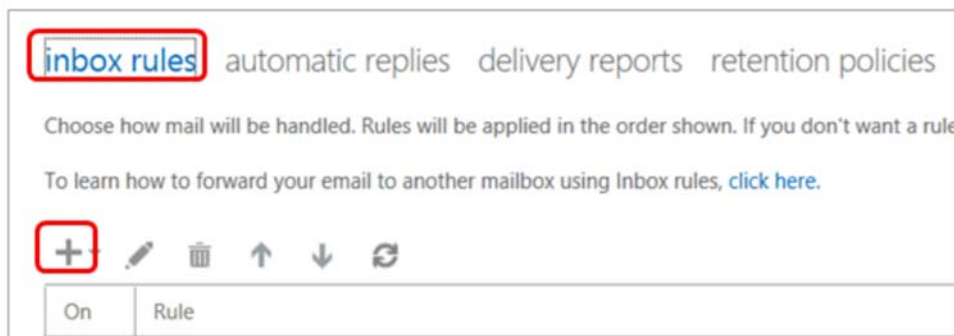 inbox rules automatic replies delivery reports retention policies
Choose how mail will be handled. Rules will be applied in the order shown. If you don't want a rule
To learn how to forward your email to another mailbox using Inbox rules, click here.
On Rule